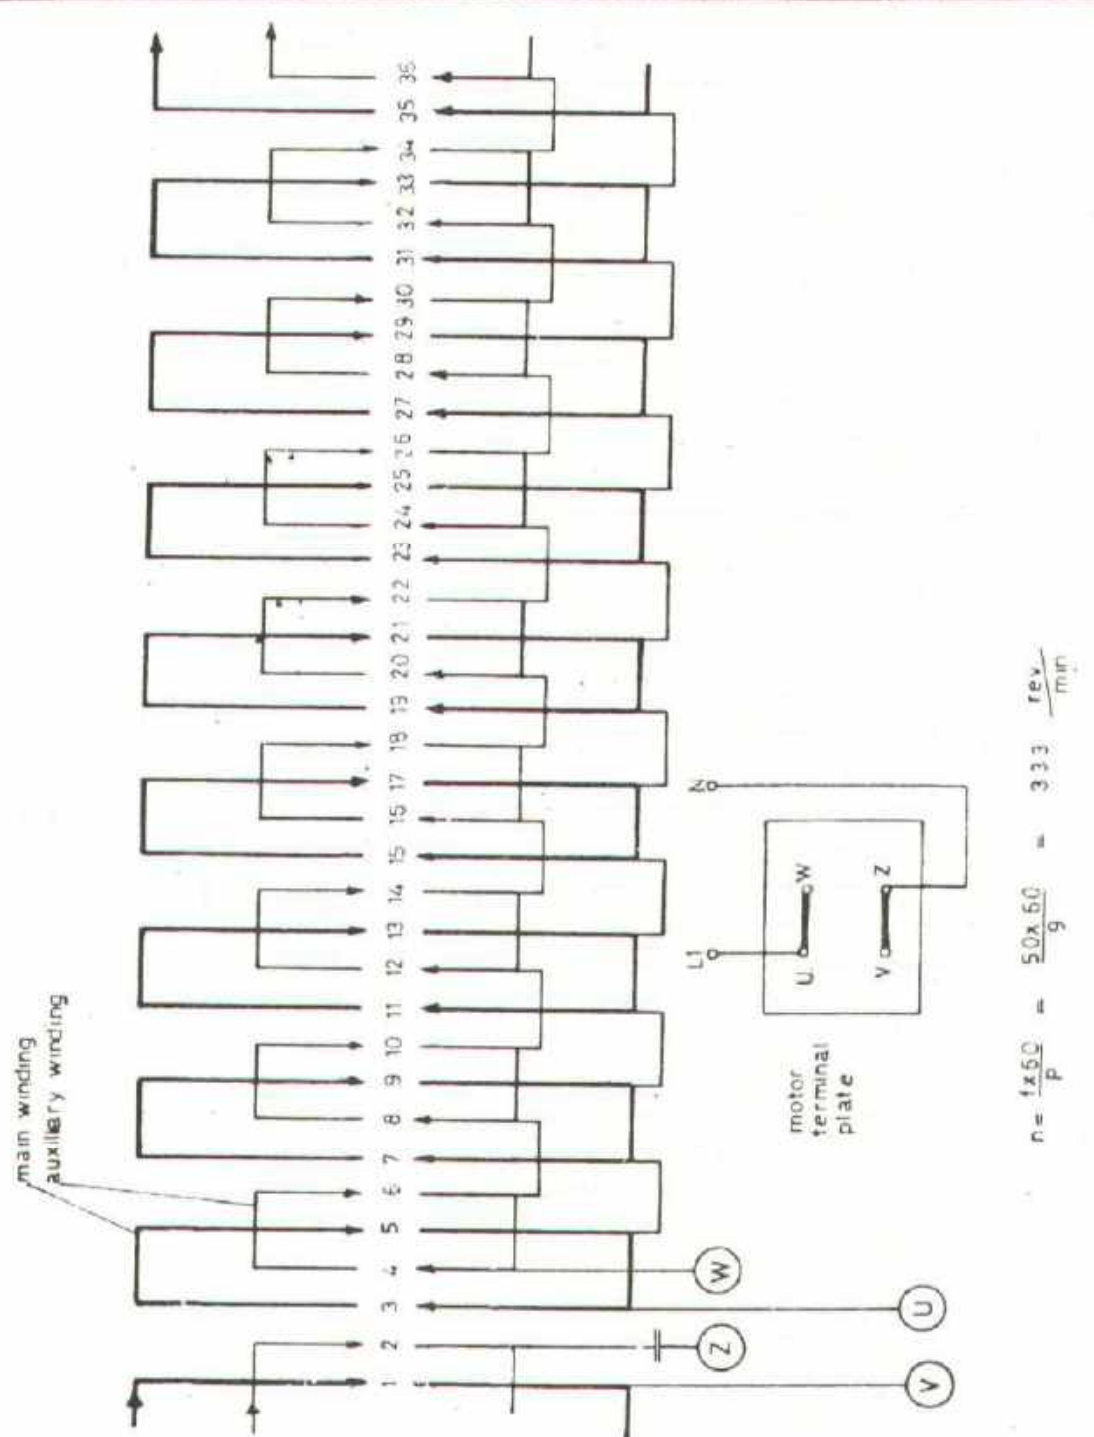 main winding
auxiliary winding
1 2 3 4 5 6 7 8 9 10 11 12 13 14 15 16 17 18 19 20 21 22 23 24 25 26 27 28 29 30 31 32 33 34 35 36
Z
W
V
U
motor
terminal
plate
L1
N
U
W
V
Z
n = f x 60 / p = 50 x 60 / 9 = 333 rev / min